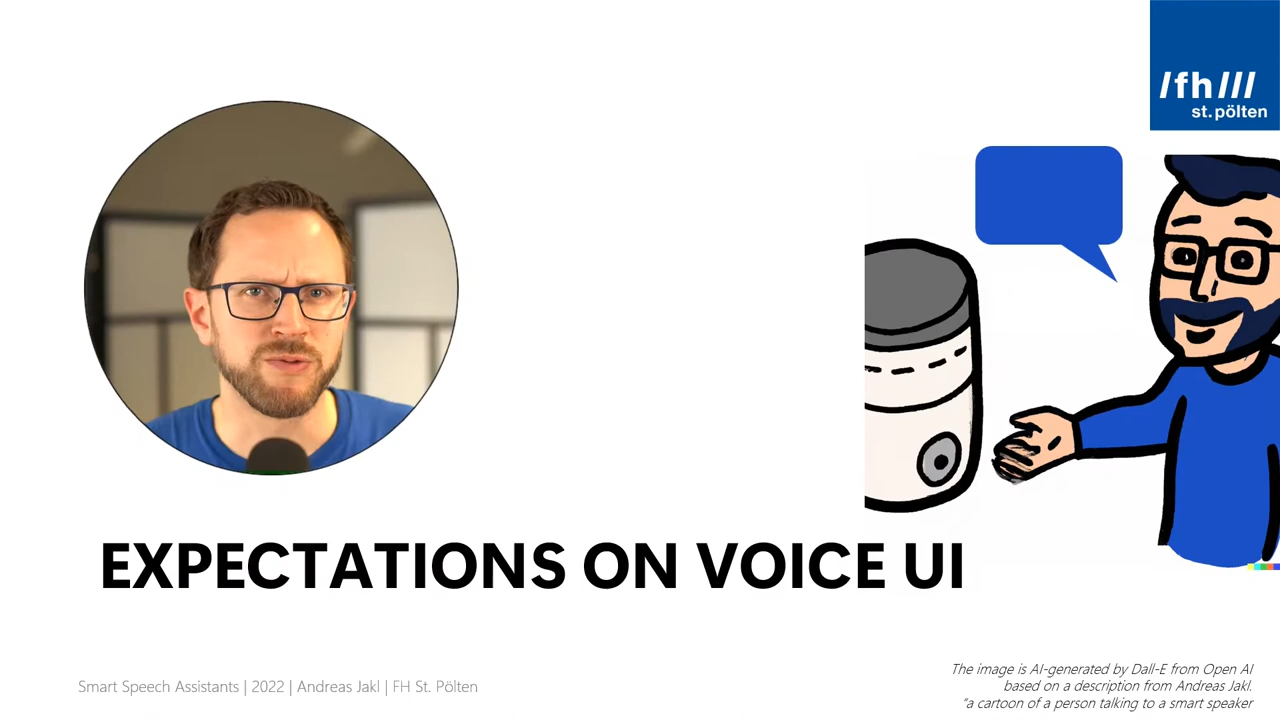 /fh///
st.pölten
EXPECTATIONS ON VOICE UI
Smart Speech Assistants | 2022 | Andreas Jakl | FH St. Pölten
The image is AI-generated by Dall-E from Open AI
based on a description from Andreas Jakl.
"a cartoon of a person talking to a smart speaker